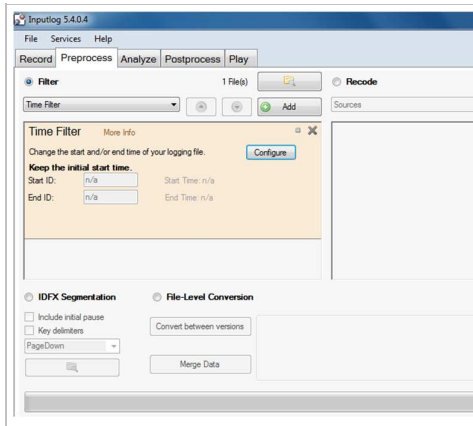 Inputlog 5.4.0.4
File Services Help
Record Preprocess Analyze Postprocess Play
Filter 1 File(s) Recode
Time Filter Add Sources
Time Filter More Info
Change the start and/or end time of your logging file. Configure
Keep the initial start time.
Start ID: n/a Start Time: n/a
End ID: n/a End Time: n/a
IDFX Segmentation File-Level Conversion
Include initial pause
Key delimiters Convert between versions
PageDown
Merge Data